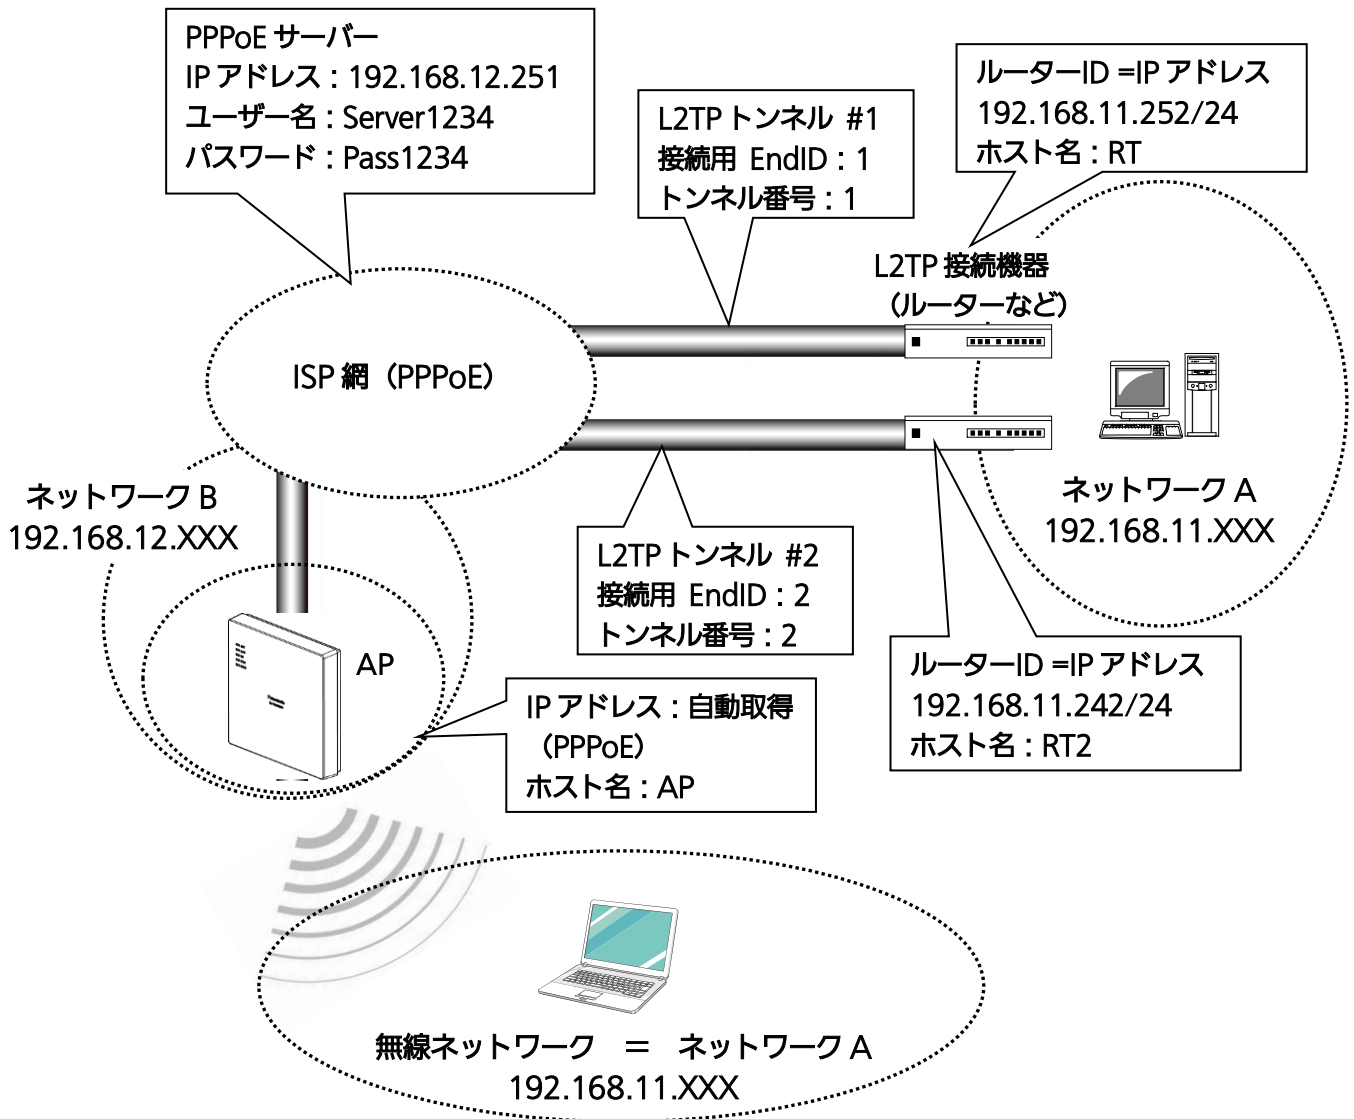 PPPoE サーバー
IP アドレス：192.168.12.251
ユーザー名：Server1234
パスワード：Pass1234
L2TP トンネル #1
接続用 EndID：1
トンネル番号：1
ルーターID =IP アドレス
192.168.11.252/24
ホスト名：RT
L2TP 接続機器
（ルーターなど）
ISP 網（PPPoE）
ネットワーク B
192.168.12.XXX
ネットワーク A
192.168.11.XXX
L2TP トンネル #2
接続用 EndID：2
トンネル番号：2
AP
IP アドレス：自動取得
（PPPoE）
ホスト名：AP
ルーターID =IP アドレス
192.168.11.242/24
ホスト名：RT2
無線ネットワーク ＝ ネットワーク A
192.168.11.XXX